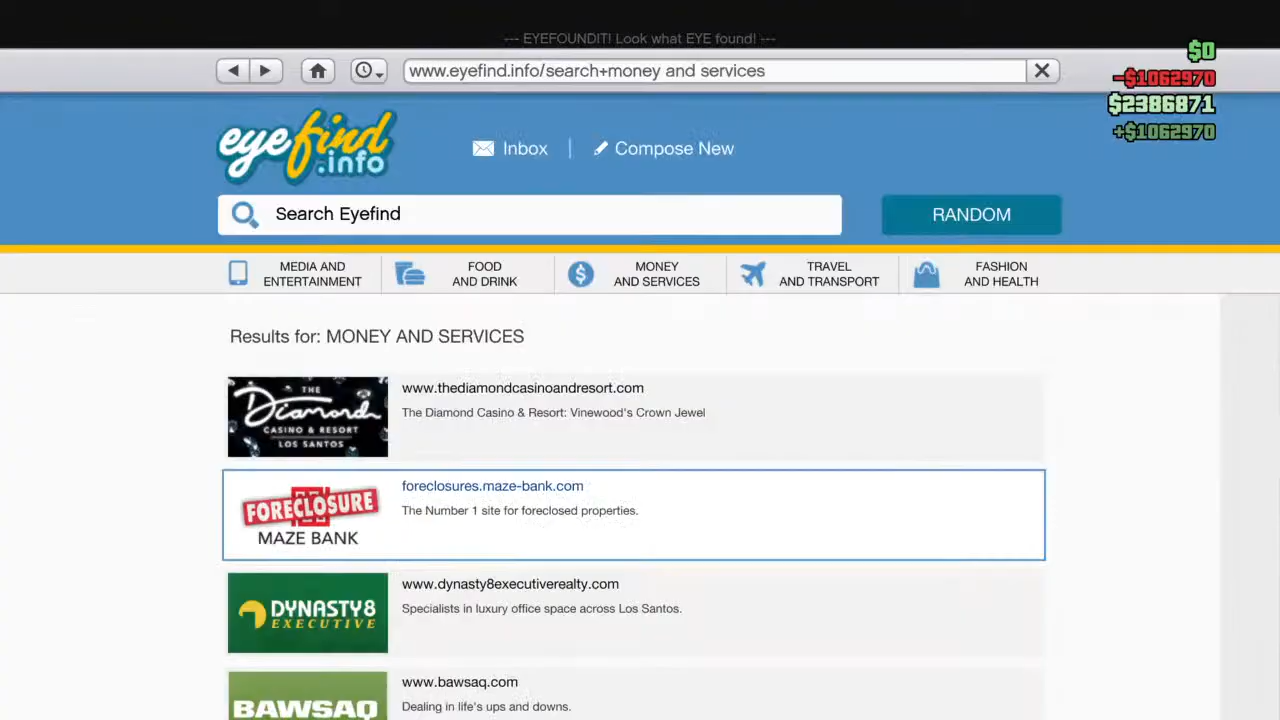 --- EYEFOUNDIT! Look what EYE found! ---
$0
www.eyefind.info/search+money and services
-$1062970
$2386871
+$1062970
eyefind
.info
Inbox
Compose New
Search Eyefind
RANDOM
MEDIA AND
ENTERTAINMENT
FOOD
AND DRINK
MONEY
AND SERVICES
TRAVEL
AND TRANSPORT
FASHION
AND HEALTH
Results for: MONEY AND SERVICES
THE
Diamond
CASINO & RESORT
LOS SANTOS
www.thediamondcasinoandresort.com
The Diamond Casino & Resort: Vinewood's Crown Jewel
FORECLOSURE
MAZE BANK
foreclosures.maze-bank.com
The Number 1 site for foreclosed properties.
DYNASTY8
EXECUTIVE
www.dynasty8executiverealty.com
Specialists in luxury office space across Los Santos.
BAWSAQ
www.bawsaq.com
Dealing in life's ups and downs.